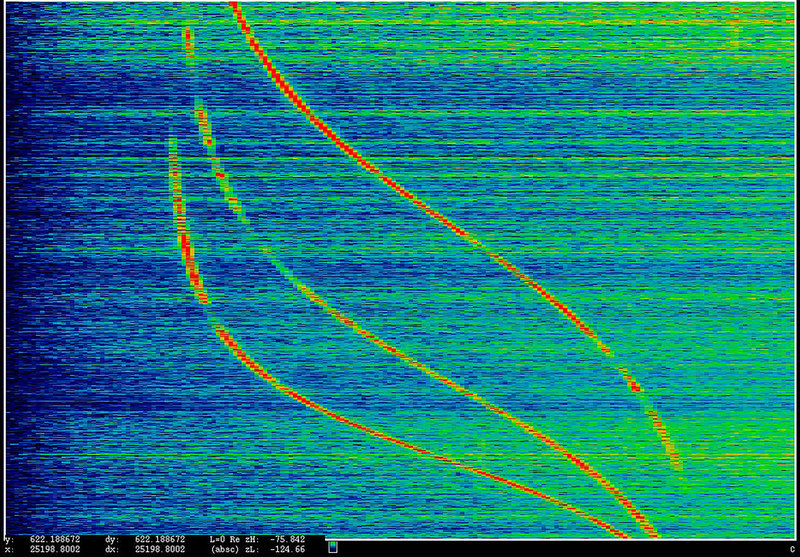 y: 622.188672 dy: 622.188672 L=0 Re zH: -75.842
x: 25198.8002 dx: 25198.8002 (absc) zL: -124.66
c